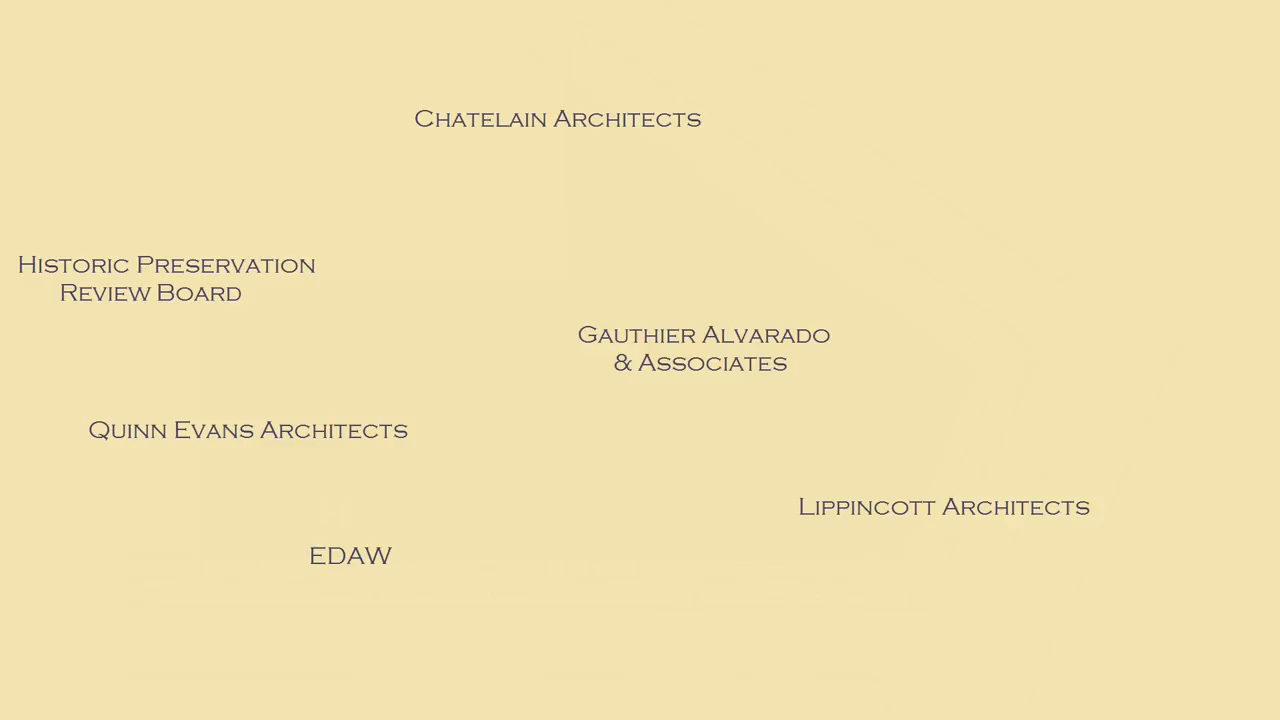 Chatelain Architects
Historic Preservation
Review Board
Gauthier Alvarado
& Associates
Quinn Evans Architects
Lippincott Architects
EDAW